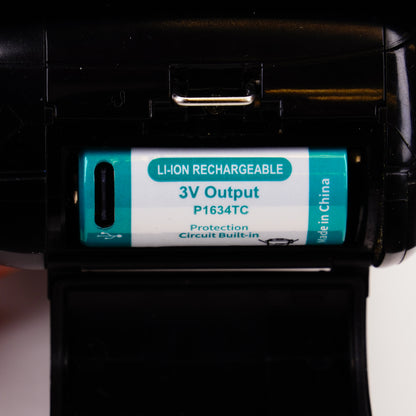 LI-ION RECHARGEABLE
3V Output
P1634TC
Protection
Circuit Built-in
Made in China